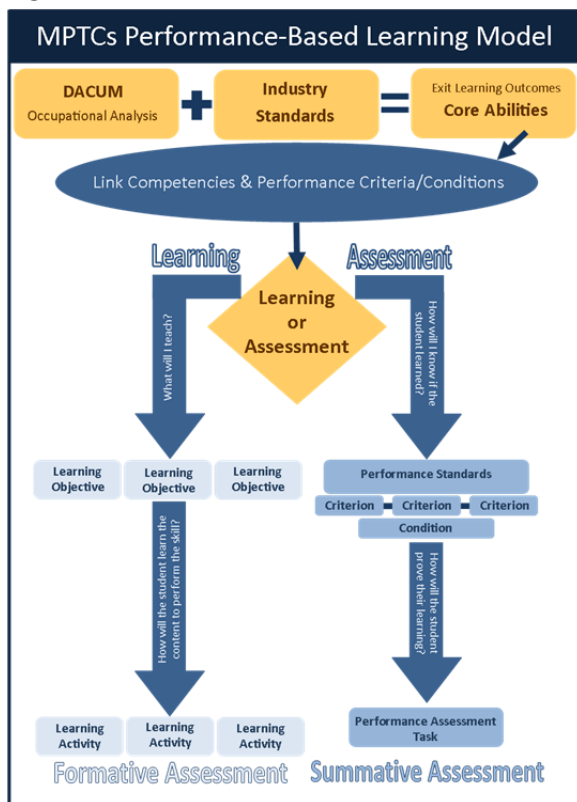 MPTCs Performance-Based Learning Model
DACUM
Occupational Analysis
Industry
Standards
Exit Learning Outcomes
Core Abilities
Link Competencies & Performance Criteria/Conditions
Learning
Assessment
Learning
or
Assessment
What will I teach?
How will I know if the
student learned?
Learning
Objective
Learning
Objective
Learning
Objective
Performance Standards
Criterion
Criterion
Criterion
Condition
How will the student learn the
content to perform the skill?
How will the student
prove their learning?
Learning
Activity
Learning
Activity
Learning
Activity
Performance Assessment
Task
Formative Assessment
Summative Assessment